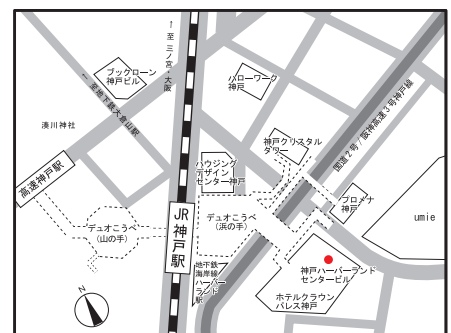 ↑至 三ノ宮・大阪
ブックローン
神戸ビル
←至地下鉄大倉山駅
ハローワーク
神戸
国道2号/阪神高速3号神戸線
湊川神社
神戸クリスタル
タワー
高速神戸駅
ハウジング
デザイン
センター神戸
プロメナ
神戸
umie
デュオこうべ
(山の手)
JR
神戸駅
デュオこうべ
(浜の手)
地下鉄
海岸線
ハーバー
ランド
駅
神戸ハーバーランド
センタービル
ホテルクラウン
パレス神戸
N